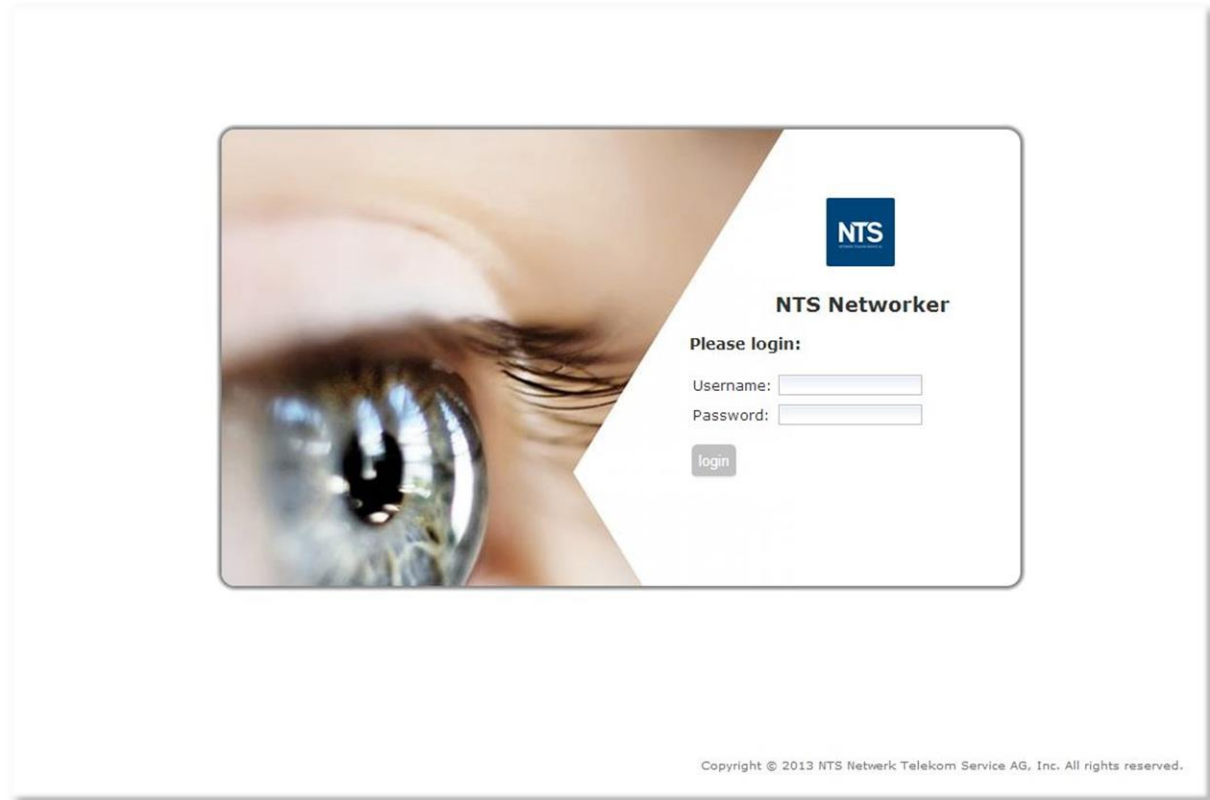 NTS
NTS Networker
Please login:
Username:
Password:
login
Copyright © 2013 NTS Netwerk Telekom Service AG, Inc. All rights reserved.